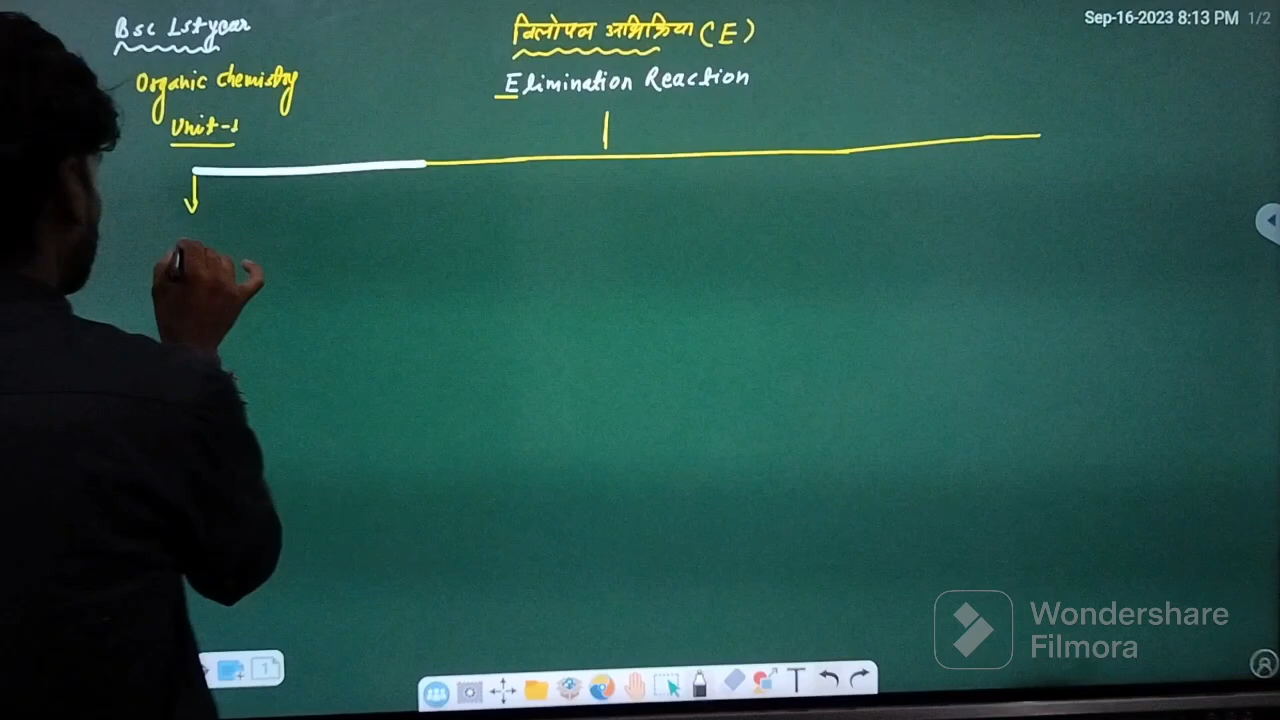 Bsc 1st year
विलोपन अभिक्रिया (E)
Sep-16-2023 8:13 PM 1/2
Organic chemistry
Elimination Reaction
Unit-1
Wondershare
Filmora
1
T